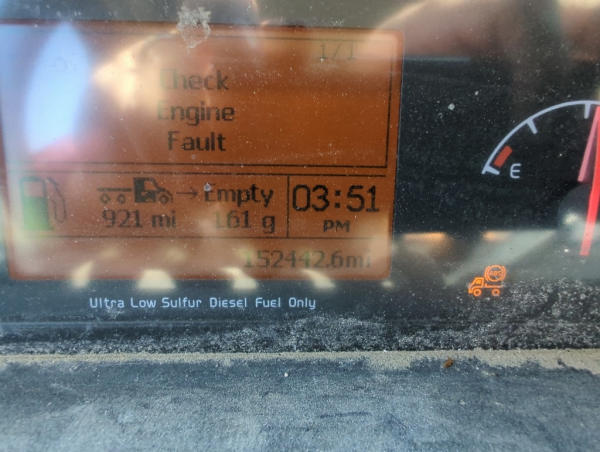 1/1
Check
Engine
Fault
→ Empty
921 mi 161 g
03:51
PM
152442.6mi
Ultra Low Sulfur Diesel Fuel Only
E